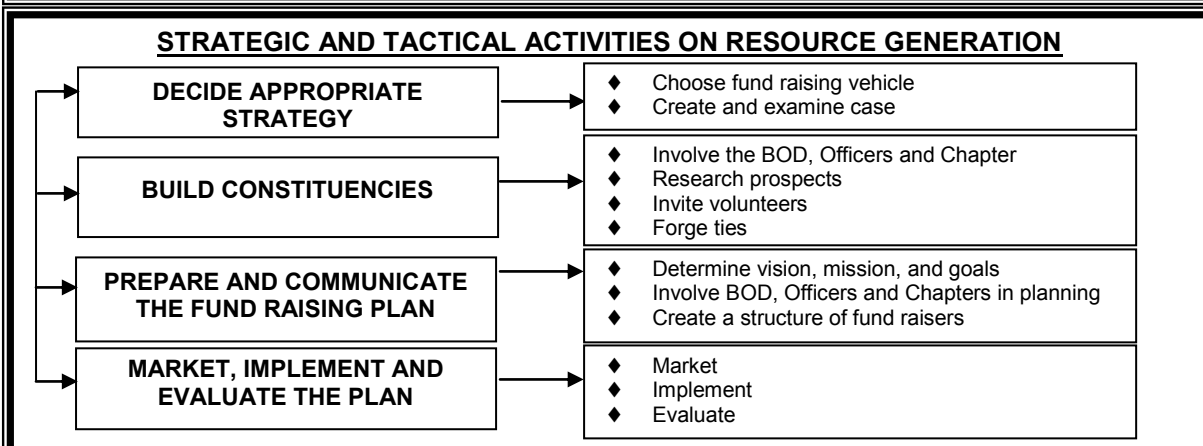 STRATEGIC AND TACTICAL ACTIVITIES ON RESOURCE GENERATION
DECIDE APPROPRIATE
STRATEGY
♦ Choose fund raising vehicle
♦ Create and examine case
BUILD CONSTITUENCIES
♦ Involve the BOD, Officers and Chapter
♦ Research prospects
♦ Invite volunteers
♦ Forge ties
PREPARE AND COMMUNICATE
THE FUND RAISING PLAN
♦ Determine vision, mission, and goals
♦ Involve BOD, Officers and Chapters in planning
♦ Create a structure of fund raisers
MARKET, IMPLEMENT AND
EVALUATE THE PLAN
♦ Market
♦ Implement
♦ Evaluate